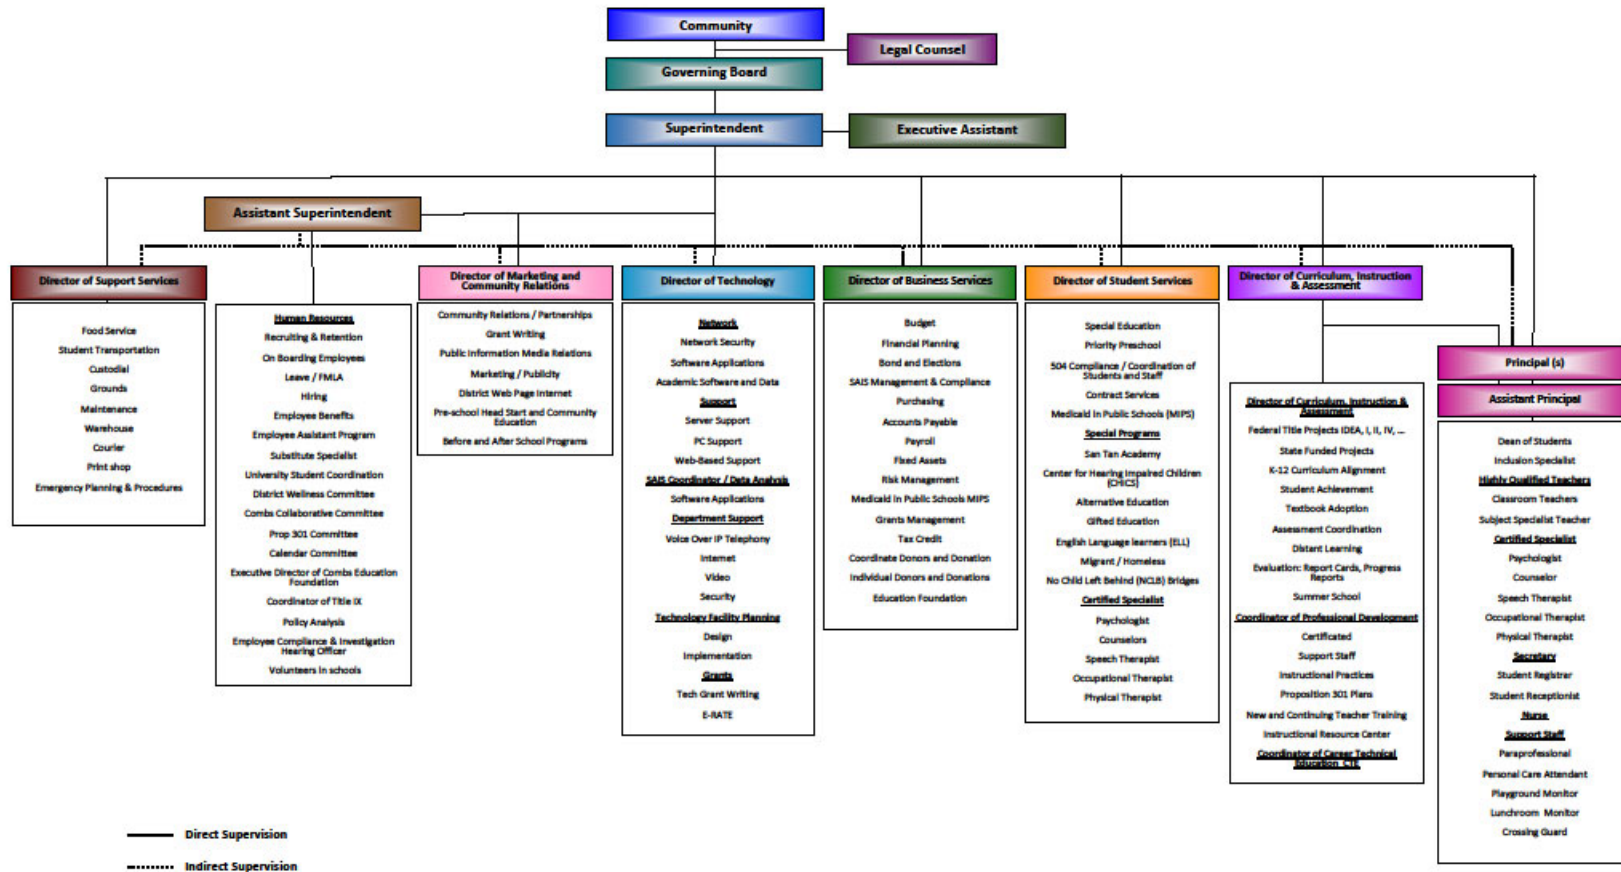 Community
Legal Counsel
Governing Board
Superintendent
Executive Assistant
Assistant Superintendent
Director of Support Services
Food Service
Student Transportation
Custodial
Grounds
Maintenance
Warehouse
Courier
Print shop
Emergency Planning & Procedures
Human Resources
Recruiting & Retention
On Boarding Employees
Leave / FMLA
Hiring
Employee Benefits
Employee Assistant Program
Substitute Specialist
University Student Coordination
District Wellness Committee
Combs Collaborative Committee
Prop 301 Committee
Calendar Committee
Executive Director of Combs Education
Foundation
Coordinator of Title IX
Policy Analysis
Employee Compliance & Investigation
Hearing Officer
Volunteers in schools
Director of Marketing and
Community Relations
Community Relations / Partnerships
Grant Writing
Public Information Media Relations
Marketing / Publicity
District Web Page Internet
Pre-school Head Start and Community
Education
Before and After School Programs
Director of Technology
Network
Network Security
Software Applications
Academic Software and Data
Support
Server Support
PC Support
Web-Based Support
SAIS Coordinator / Data Analysis
Software Applications
Department Support
Voice Over IP Telephony
Internet
Video
Security
Technology Facility Planning
Design
Implementation
Grants
Tech Grant Writing
E-RATE
Director of Business Services
Budget
Financial Planning
Bond and Elections
SAIS Management & Compliance
Purchasing
Accounts Payable
Payroll
Fixed Assets
Risk Management
Medicaid in Public Schools MIPS
Grants Management
Tax Credit
Coordinate Donors and Donation
Individual Donors and Donations
Education Foundation
Director of Student Services
Special Education
Priority Preschool
504 Compliance / Coordination of
Students and Staff
Contract Services
Medicaid in Public Schools (MIPS)
Special Programs
San Tan Academy
Center for Hearing Impaired Children
(CHICS)
Alternative Education
Gifted Education
English Language learners (ELL)
Migrant / Homeless
No Child Left Behind (NCLB) Bridges
Certified Specialist
Psychologist
Counselors
Speech Therapist
Occupational Therapist
Physical Therapist
Director of Curriculum, Instruction
& Assessment
Director of Curriculum, Instruction &
Assessment
Federal Title Projects IDEA, I, II, IV, ...
State Funded Projects
K-12 Curriculum Alignment
Student Achievement
Textbook Adoption
Assessment Coordination
Distant Learning
Evaluation: Report Cards, Progress
Reports
Summer School
Coordinator of Professional Development
Certificated
Support Staff
Instructional Practices
Proposition 301 Plans
New and Continuing Teacher Training
Instructional Resource Center
Coordinator of Career Technical
Education CTE
Principal (s)
Assistant Principal
Dean of Students
Inclusion Specialist
Highly Qualified Teachers
Classroom Teachers
Subject Specialist Teacher
Certified Specialist
Psychologist
Counselor
Speech Therapist
Occupational Therapist
Physical Therapist
Secretary
Student Registrar
Student Receptionist
Nurse
Support Staff
Paraprofessional
Personal Care Attendant
Playground Monitor
Lunchroom Monitor
Crossing Guard
Direct Supervision
Indirect Supervision